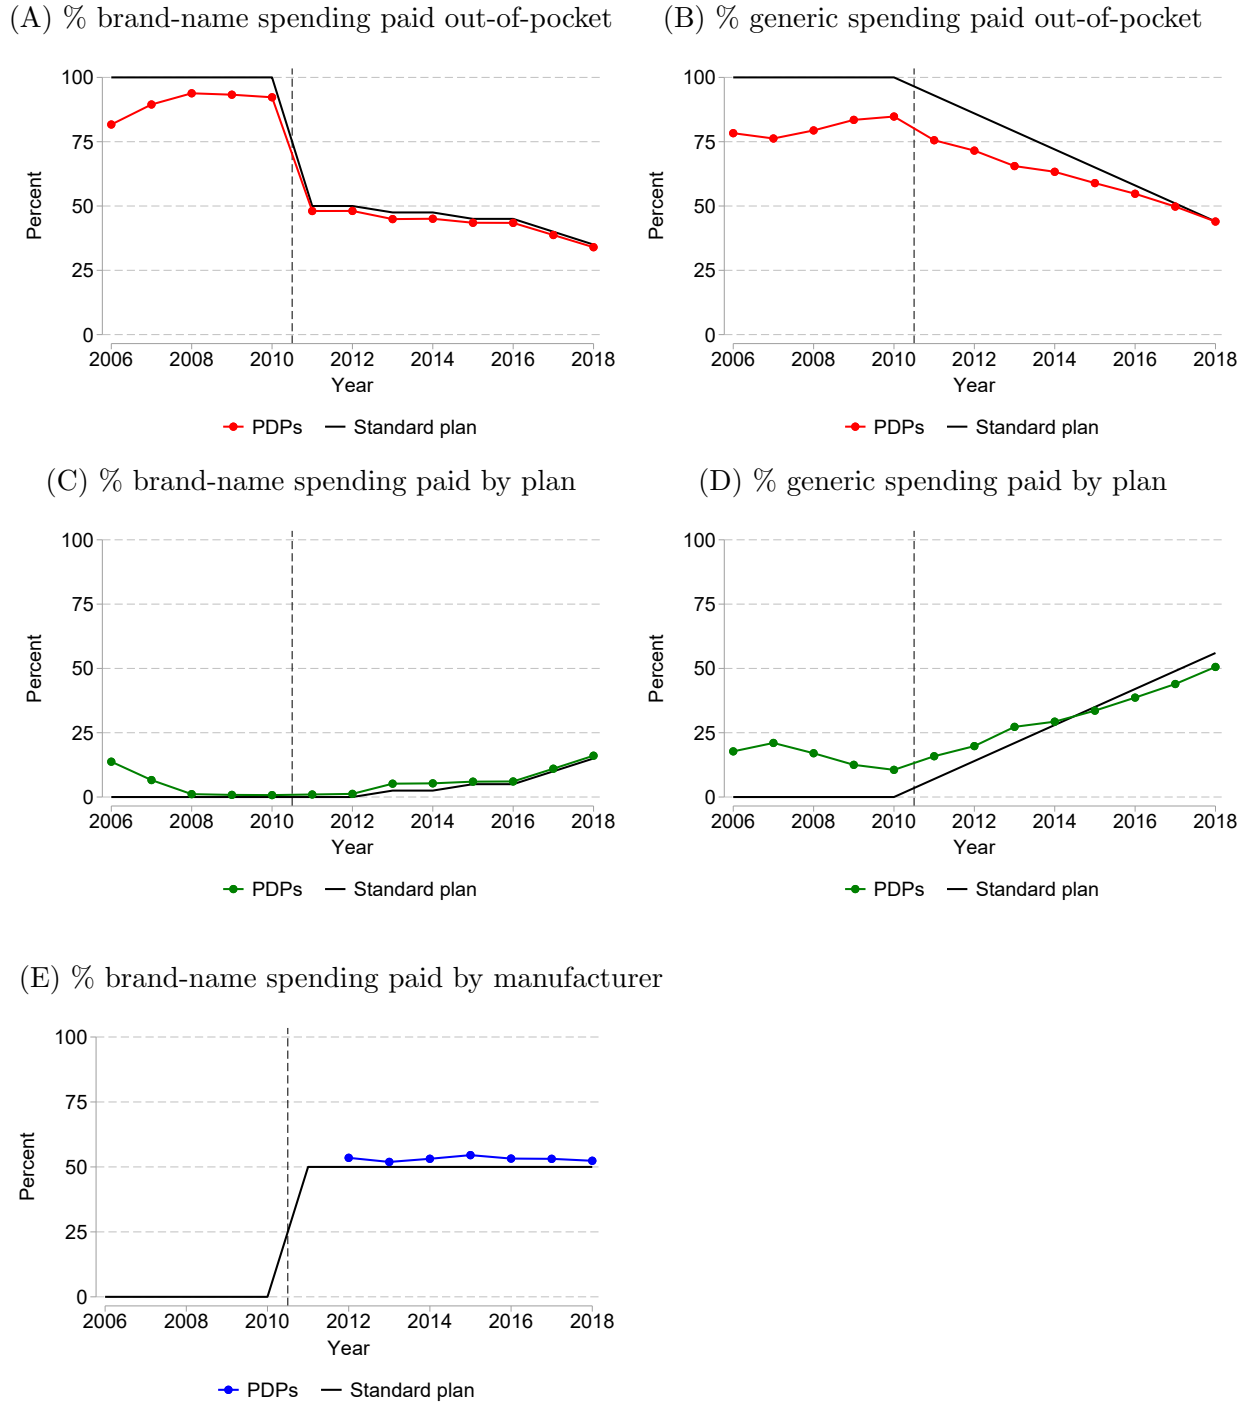 (A) % brand-name spending paid out-of-pocket
100
75
50
25
0
Percent
2006 2008 2010 2012 2014 2016 2018
Year
PDPs Standard plan
(B) % generic spending paid out-of-pocket
100
75
50
25
0
Percent
2006 2008 2010 2012 2014 2016 2018
Year
PDPs Standard plan
(C) % brand-name spending paid by plan
100
75
50
25
0
Percent
2006 2008 2010 2012 2014 2016 2018
Year
PDPs Standard plan
(D) % generic spending paid by plan
100
75
50
25
0
Percent
2006 2008 2010 2012 2014 2016 2018
Year
PDPs Standard plan
(E) % brand-name spending paid by manufacturer
100
75
50
25
0
Percent
2006 2008 2010 2012 2014 2016 2018
Year
PDPs Standard plan